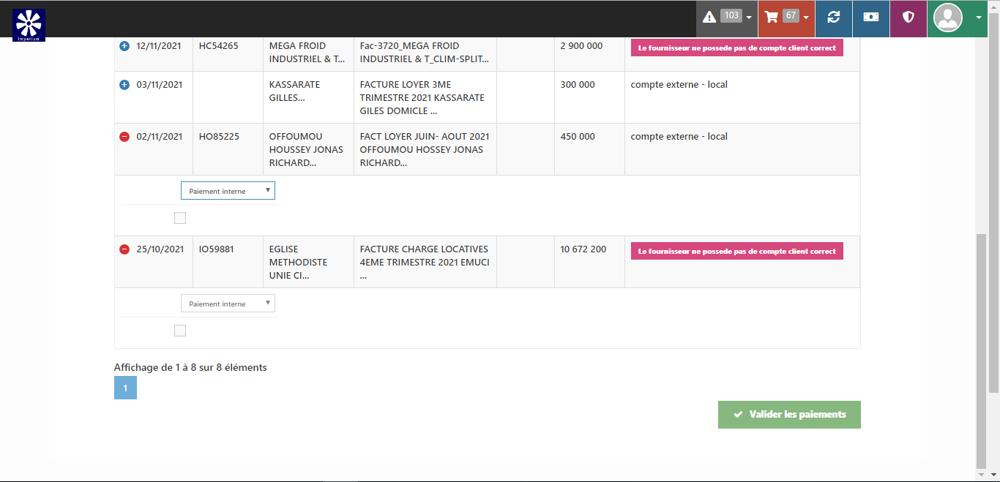 Imperium
103
67
12/11/2021 HC54265 MEGA FROID Fac-3720_MEGA FROID 2 900 000 Le fournisseur ne possede pas de compte client correct
INDUSTRIEL & T... INDUSTRIEL & T_CLIM-SPLIT...
03/11/2021 KASSARATE FACTURE LOYER 3ME 300 000 compte externe - local
GILLES... TRIMESTRE 2021 KASSARATE
GILES DOMICLE ...
02/11/2021 HO85225 OFFOUMOU FACT LOYER JUIN- AOUT 2021 450 000 compte externe - local
HOUSSEY JONAS OFFOUMOU HOSSEY JONAS
RICHARD... RICHARD...
Paiement interne
25/10/2021 IO59881 EGLISE FACTURE CHARGE LOCATIVES 10 672 200 Le fournisseur ne possede pas de compte client correct
METHODISTE 4EME TRIMESTRE 2021 EMUCI
UNIE CI... ...
Paiement interne
Affichage de 1 à 8 sur 8 éléments
1
Valider les paiements